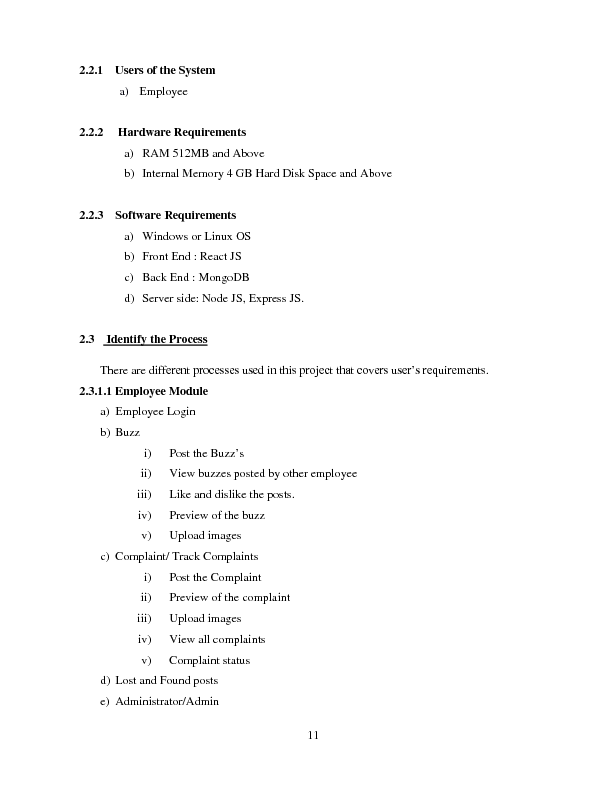 2.2.1 Users of the System
a) Employee
2.2.2 Hardware Requirements
a) RAM 512MB and Above
b) Internal Memory 4 GB Hard Disk Space and Above
2.2.3 Software Requirements
a) Windows or Linux OS
b) Front End : React JS
c) Back End : MongoDB
d) Server side: Node JS, Express JS.
2.3 Identify the Process
There are different processes used in this project that covers user's requirements.
2.3.1.1 Employee Module
a) Employee Login
b) Buzz
i) Post the Buzz's
ii) View buzzes posted by other employee
iii) Like and dislike the posts.
iv) Preview of the buzz
v) Upload images
c) Complaint/ Track Complaints
i) Post the Complaint
ii) Preview of the complaint
iii) Upload images
iv) View all complaints
v) Complaint status
d) Lost and Found posts
e) Administrator/Admin
11